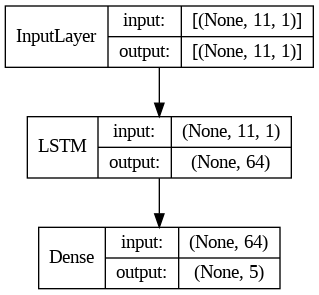 InputLayer
input: [(None, 11, 1)]
output: [(None, 11, 1)]
LSTM
input: (None, 11, 1)
output: (None, 64)
Dense
input: (None, 64)
output: (None, 5)